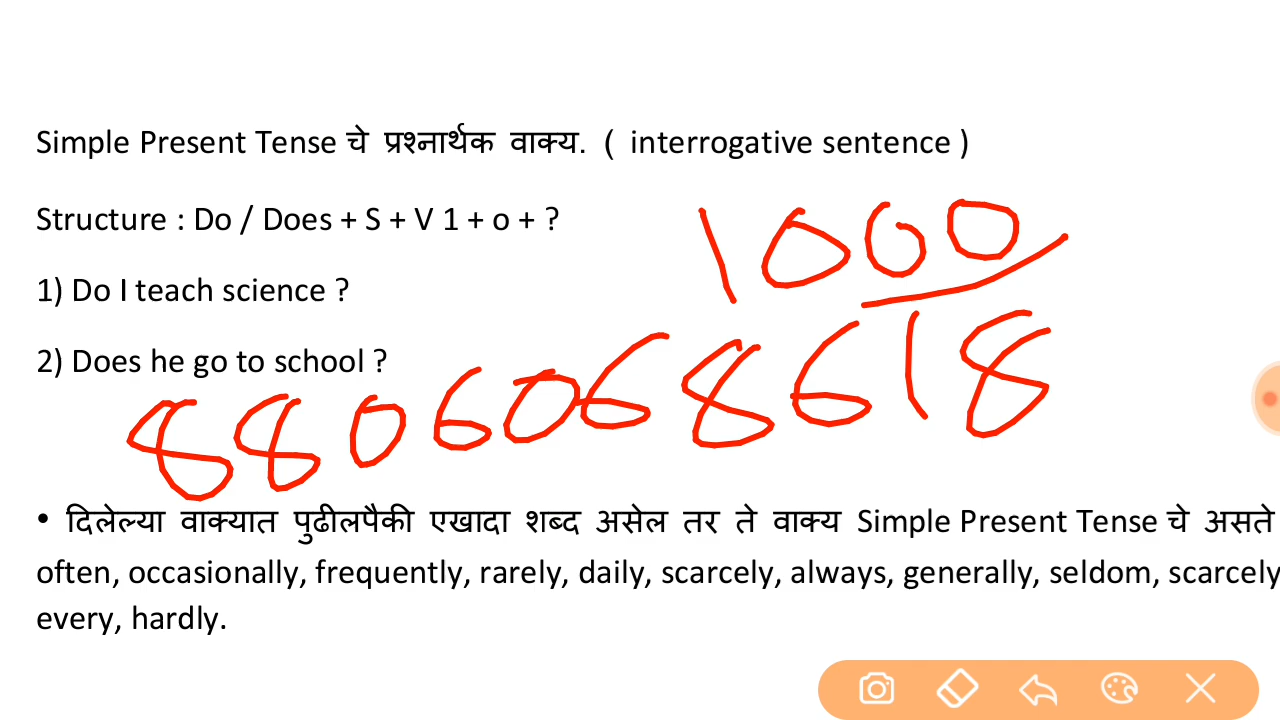 Simple Present Tense चे प्रश्नार्थक वाक्य. ( interrogative sentence )
Structure : Do / Does + S + V 1 + o + ?
1000
1) Do I teach science ?
2) Does he go to school ?
8806068618
• दिलेल्या वाक्यात पुढीलपैकी एखादा शब्द असेल तर ते वाक्य Simple Present Tense चे असते
often, occasionally, frequently, rarely, daily, scarcely, always, generally, seldom, scarcely
every, hardly.